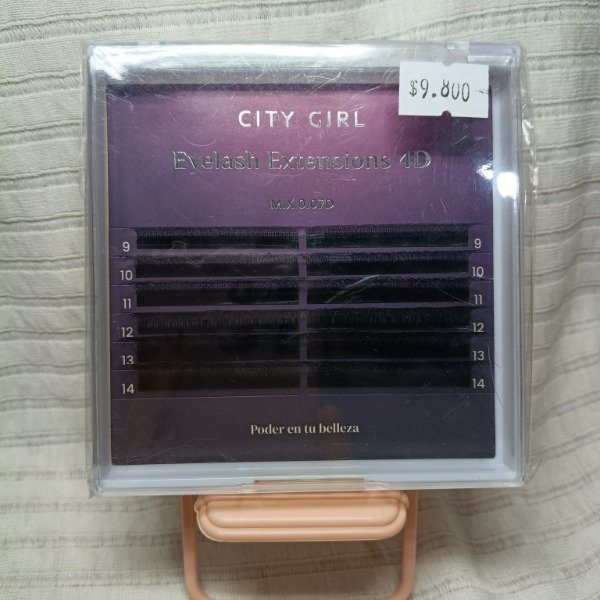 $9.800
CITY GIRL
Eyelash Extensions 4D
MIX 0.07D
9 9
10 10
11 11
12 12
13 13
14 14
Poder en tu belleza